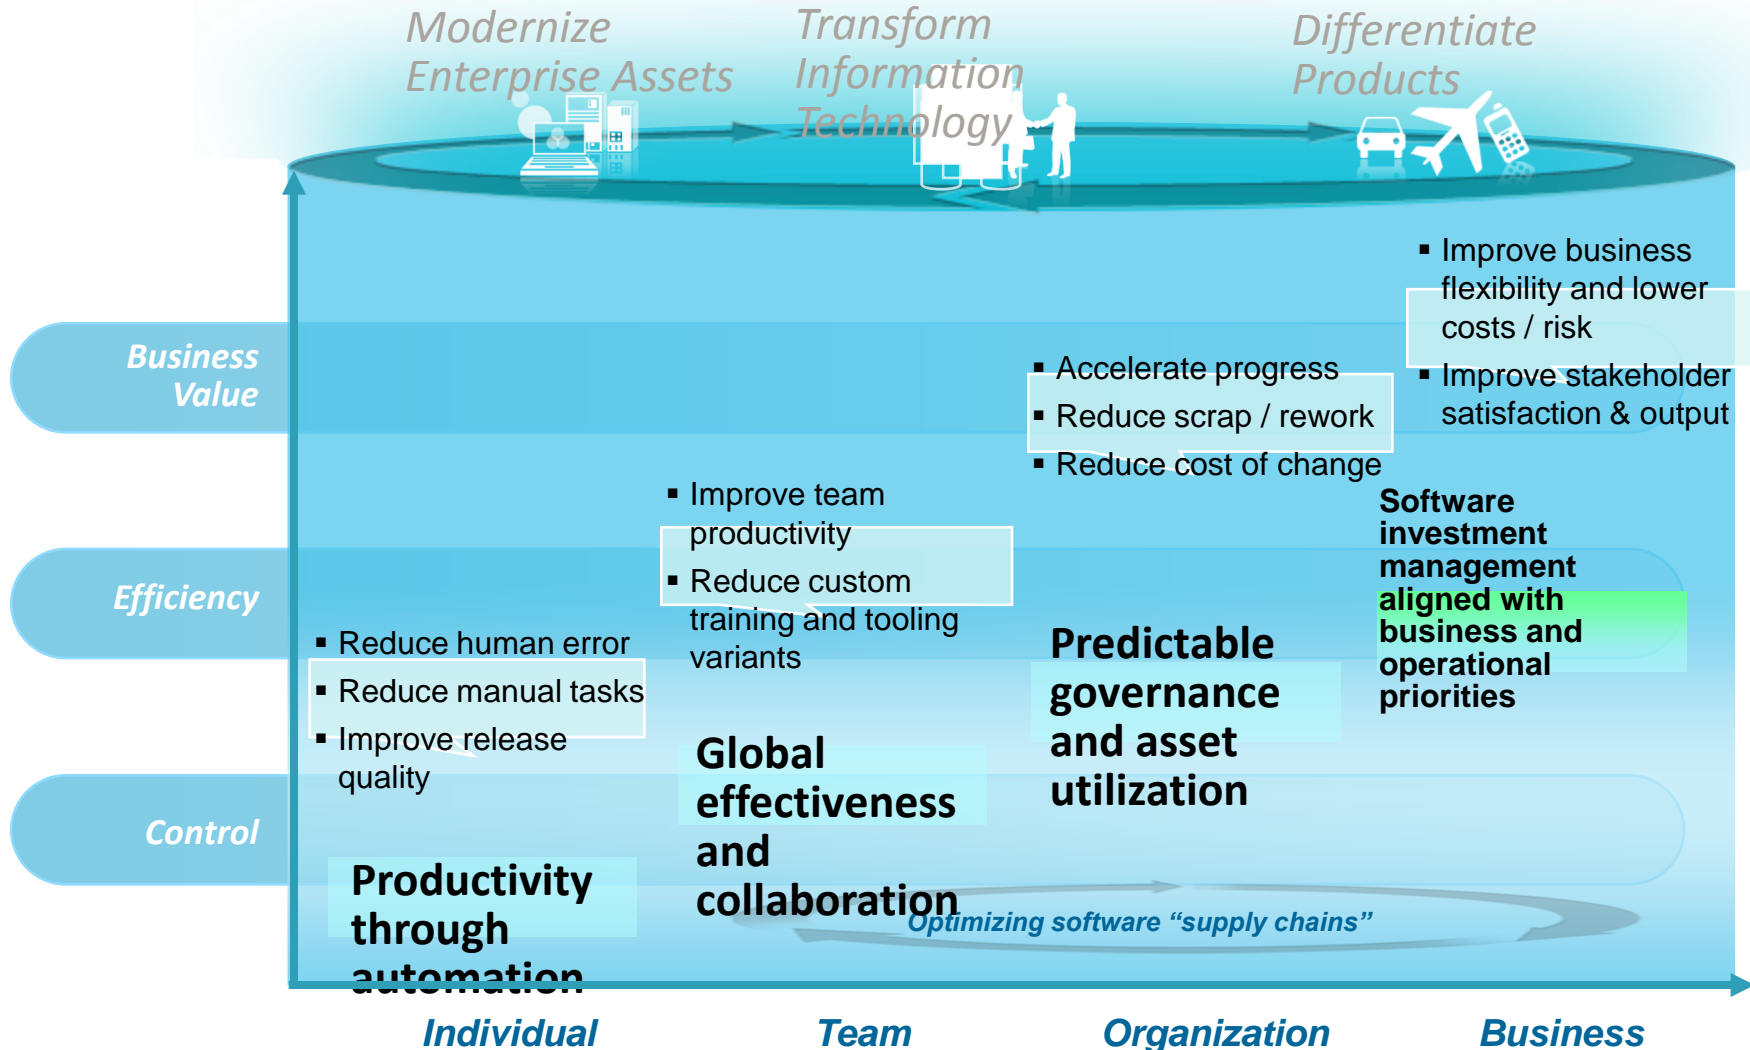 Modernize
Enterprise Assets
Transform
Information
Technology
Differentiate
Products
Business
Value
Efficiency
Control
▪ Improve business
flexibility and lower
costs / risk
▪ Improve stakeholder
satisfaction & output
▪ Accelerate progress
▪ Reduce scrap / rework
▪ Reduce cost of change
▪ Improve team
productivity
▪ Reduce custom
training and tooling
variants
▪ Reduce human error
▪ Reduce manual tasks
▪ Improve release
quality
Software
investment
management
aligned with
business and
operational
priorities
Predictable
governance
and asset
utilization
Global
effectiveness
and
collaboration
Productivity
through
automation
Optimizing software “supply chains”
Individual
Team
Organization
Business